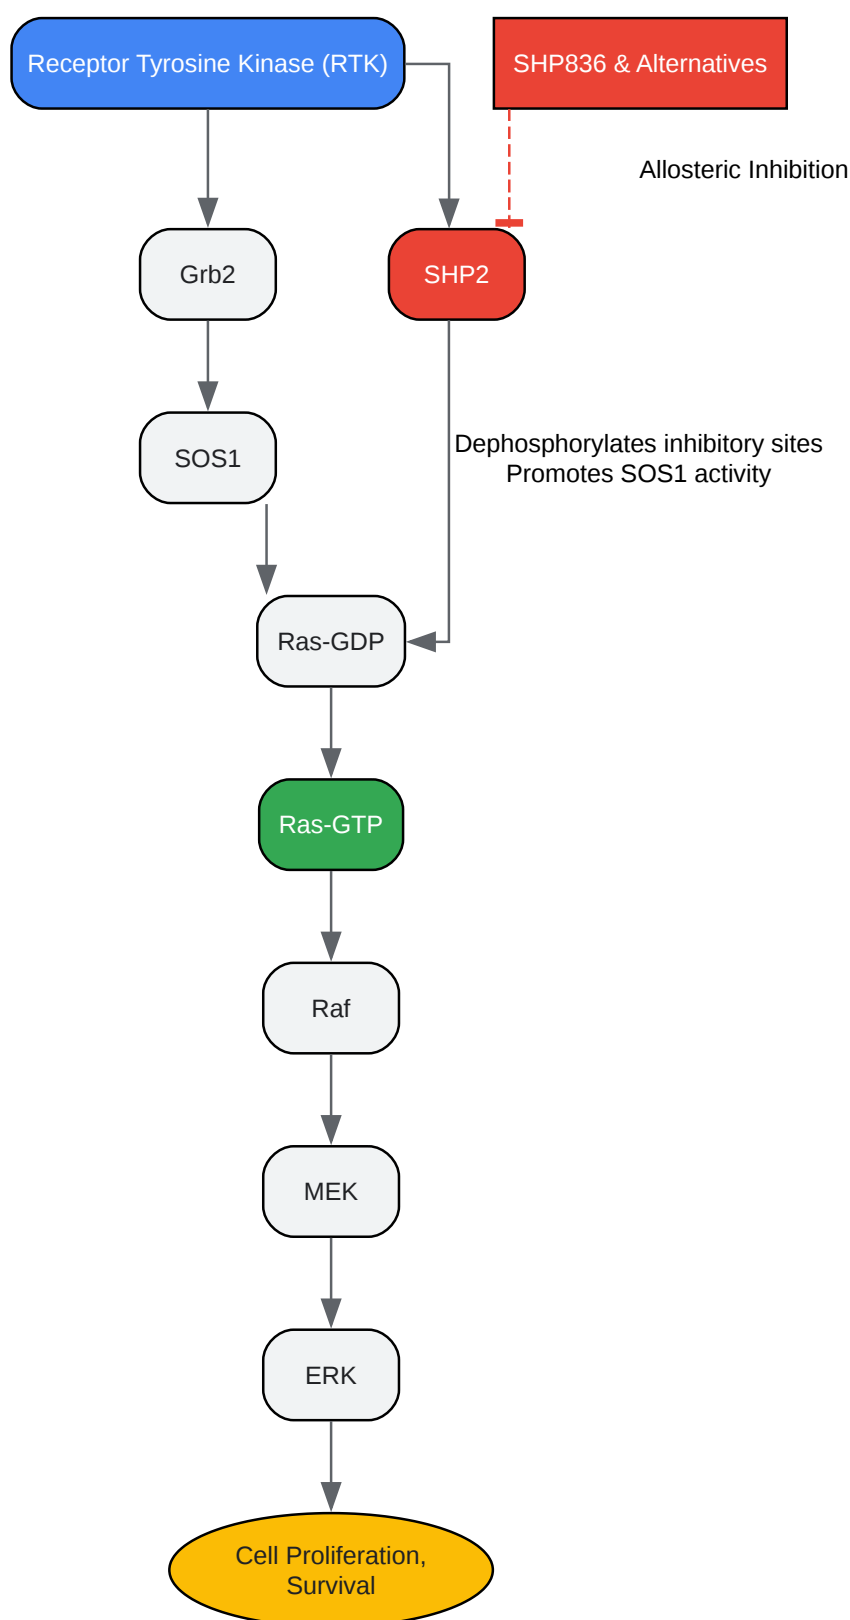 Receptor Tyrosine Kinase (RTK)
SHP836 & Alternatives
Allosteric Inhibition
Grb2
SHP2
SOS1
Dephosphorylates inhibitory sites
Promotes SOS1 activity
Ras-GDP
Ras-GTP
Raf
MEK
ERK
Cell Proliferation,
Survival